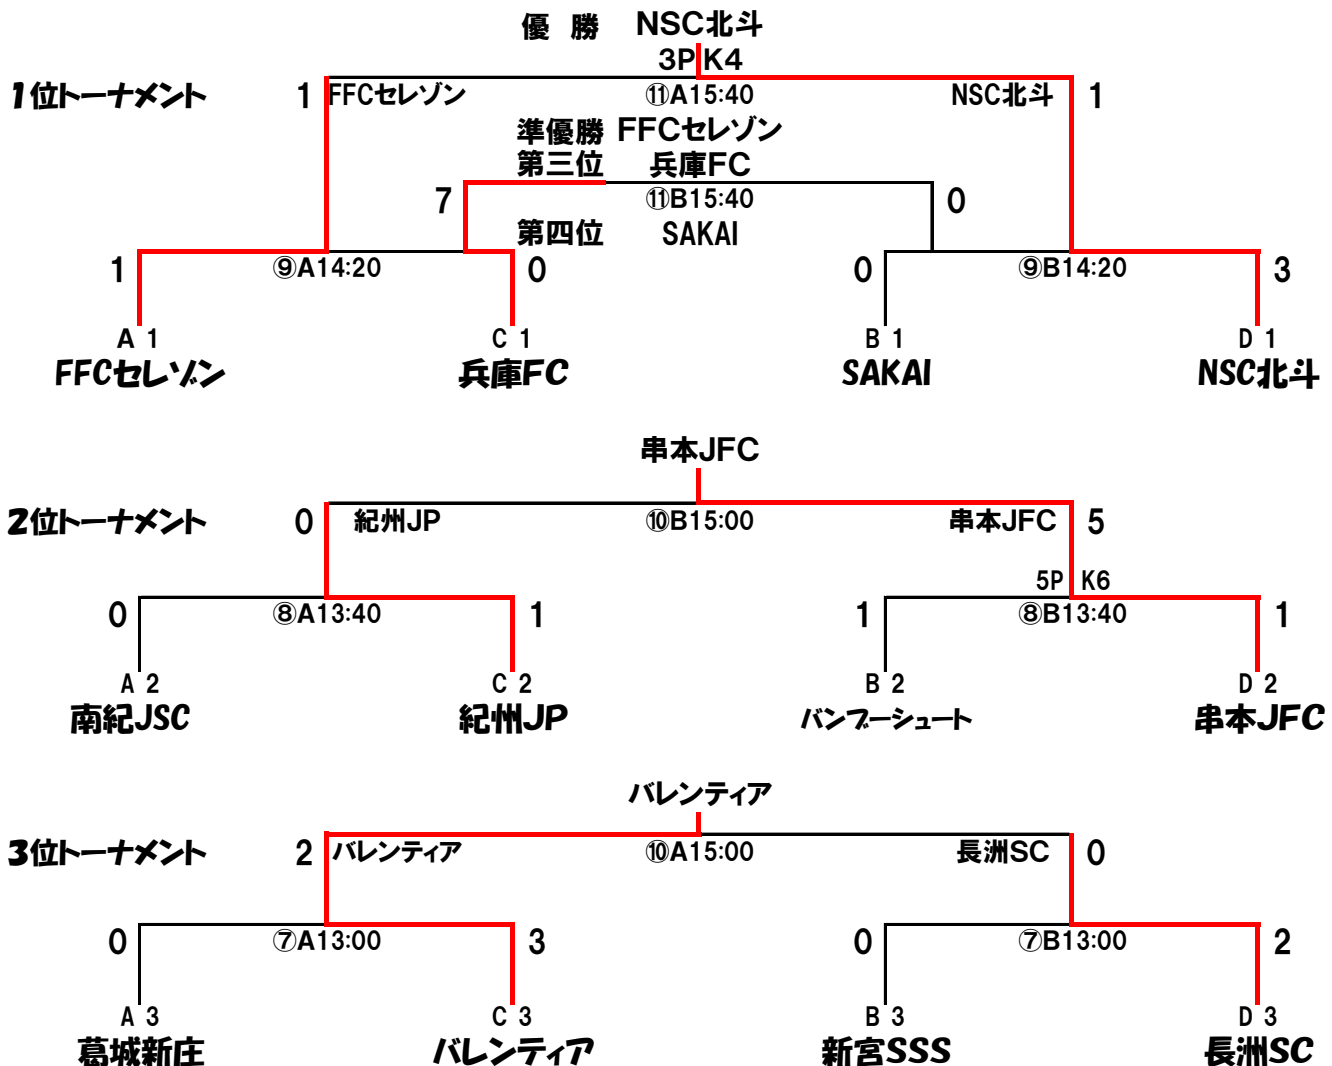 優 勝 NSC北斗
3P K4
1位トーナメント 1 FFCセレゾン ⑪A15:40 NSC北斗 1
準優勝 FFCセレゾン
第三位 兵庫FC
7 ⑪B15:40 0
第四位 SAKAI
1 ⑨A14:20 0 0 ⑨B14:20 3
A 1 C 1 B 1 D 1
FFCセレゾン 兵庫FC SAKAI NSC北斗
串本JFC
2位トーナメント 0 紀州JP ⑩B15:00 串本JFC 5
5P K6
0 ⑧A13:40 1 1 ⑧B13:40 1
A 2 C 2 B 2 D 2
南紀JSC 紀州JP バンブーシュート 串本JFC
バレンティア
3位トーナメント 2 バレンティア ⑩A15:00 長洲SC 0
0 ⑦A13:00 3 0 ⑦B13:00 2
A 3 C 3 B 3 D 3
葛城新庄 バレンティア 新宮SSS 長洲SC